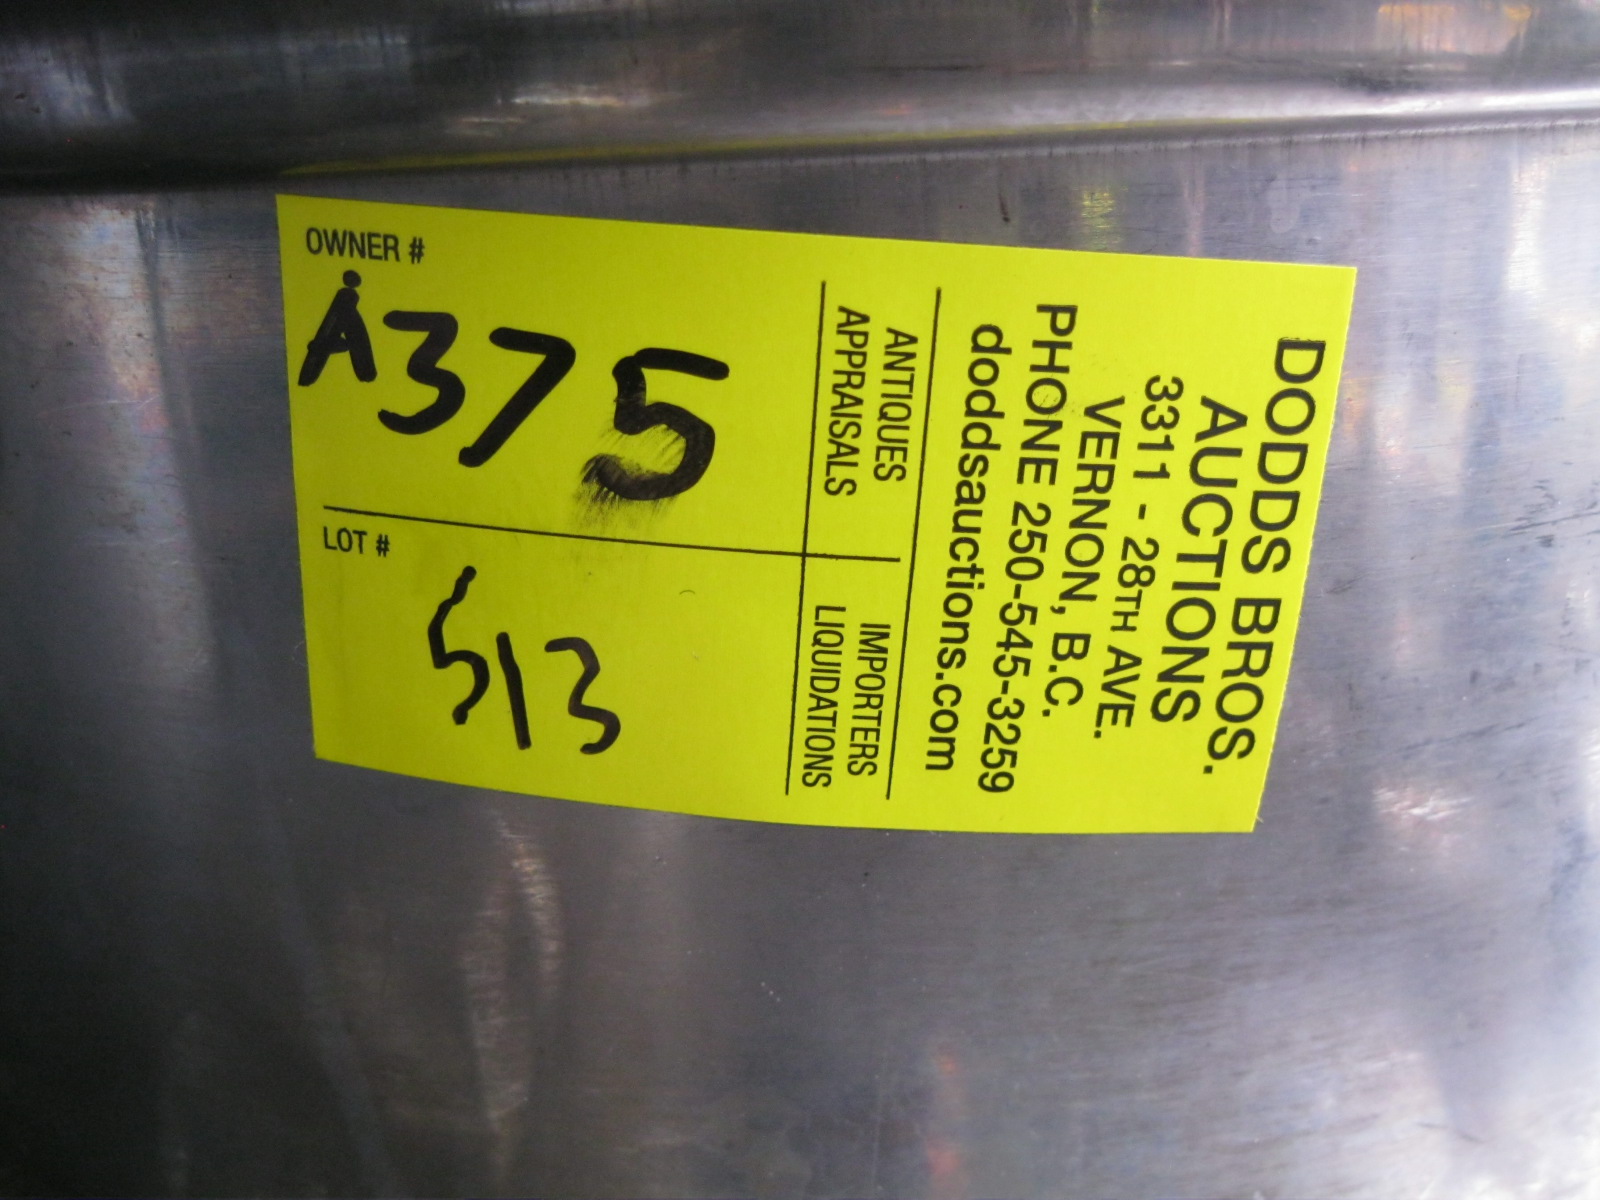 DODDS BROS.
AUCTIONS
3311 - 28TH AVE.
VERNON, B.C.
PHONE 250-545-3259
doddsauctions.com
ANTIQUES
APPRAISALS
IMPORTERS
LIQUIDATIONS
OWNER #
A375
LOT #
513